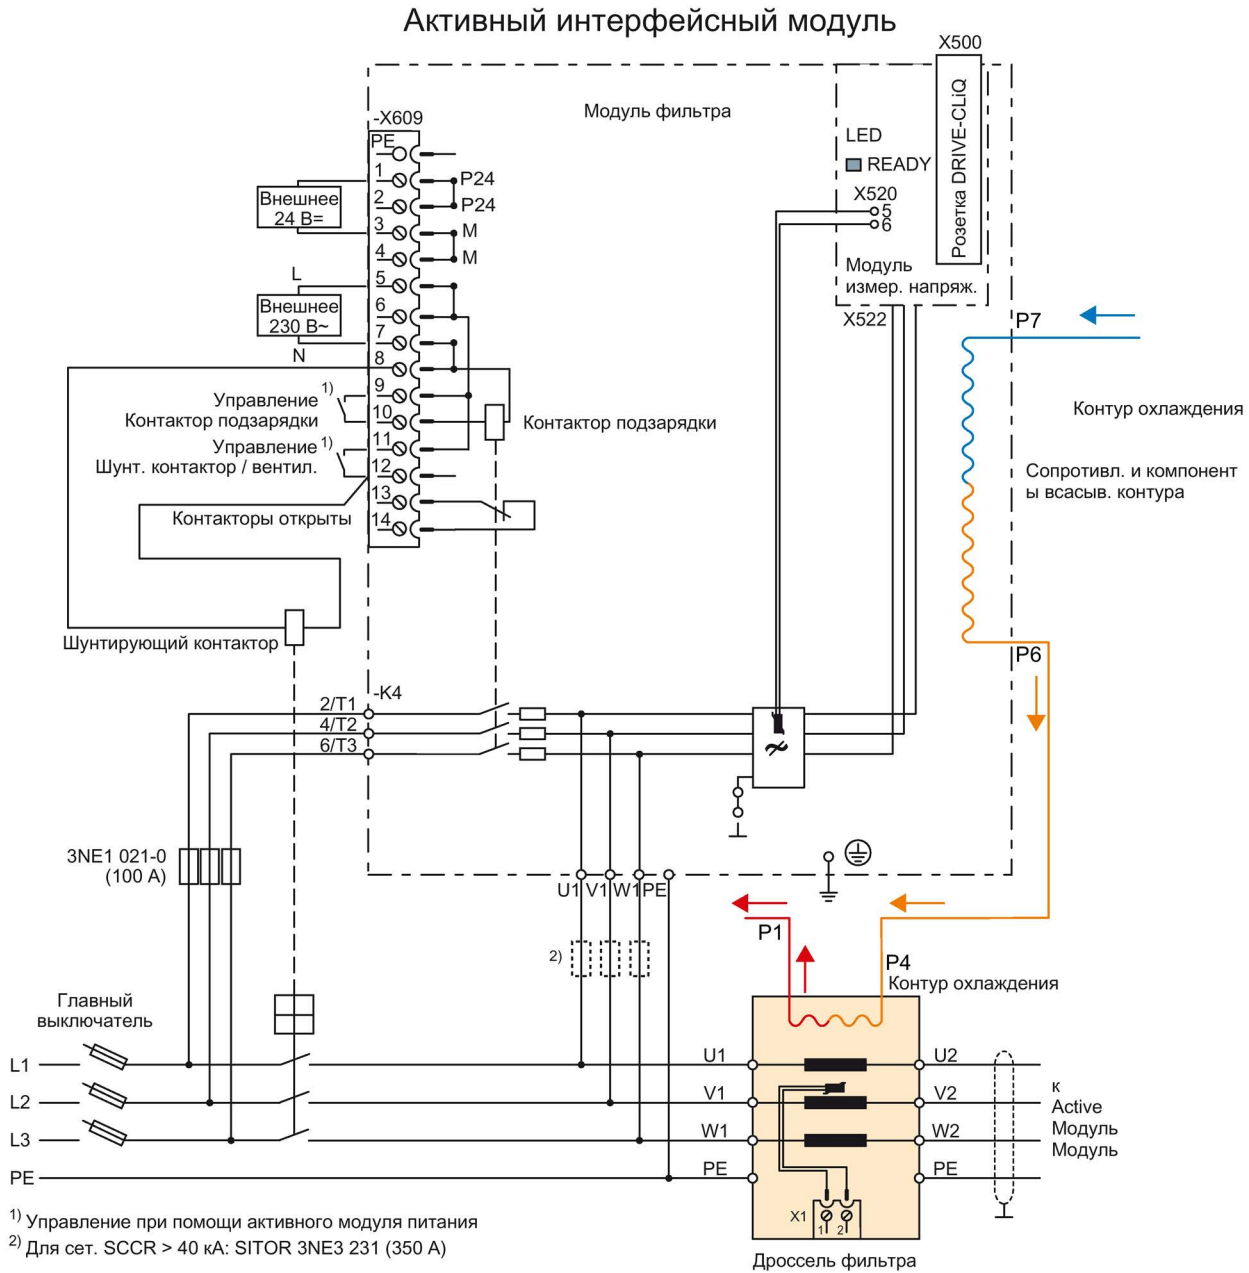 Активный интерфейсный модуль
X500
-X609
Модуль фильтра
Розетка DRIVE-CLiQ
LED
READY
X520
5
6
Модуль
измер. напряж.
X522
PE
1
2
3
4
5
6
7
8
9
10
11
12
13
14
P24
P24
M
M
Внешнее
24 В=
L
Внешнее
230 В~
N
Управление 1)
Контактор подзарядки
Управление 1)
Шунт. контактор / вентил.
Контакторы открыты
Контактор подзарядки
Шунтирующий контактор
P7
Контур охлаждения
Сопротивл. и компонент
ы всасыв. контура
P6
-K4
2/T1
4/T2
6/T3
3NE1 021-0
(100 A)
U1 V1 W1 PE
2)
P1
P4
Контур охлаждения
Главный
выключатель
L1
L2
L3
PE
U1
V1
W1
PE
U2
V2
W2
PE
к
Active
Модуль
Модуль
X1
1 2
Дроссель фильтра
1) Управление при помощи активного модуля питания
2) Для сет. SCCR > 40 кА: SITOR 3NE3 231 (350 A)